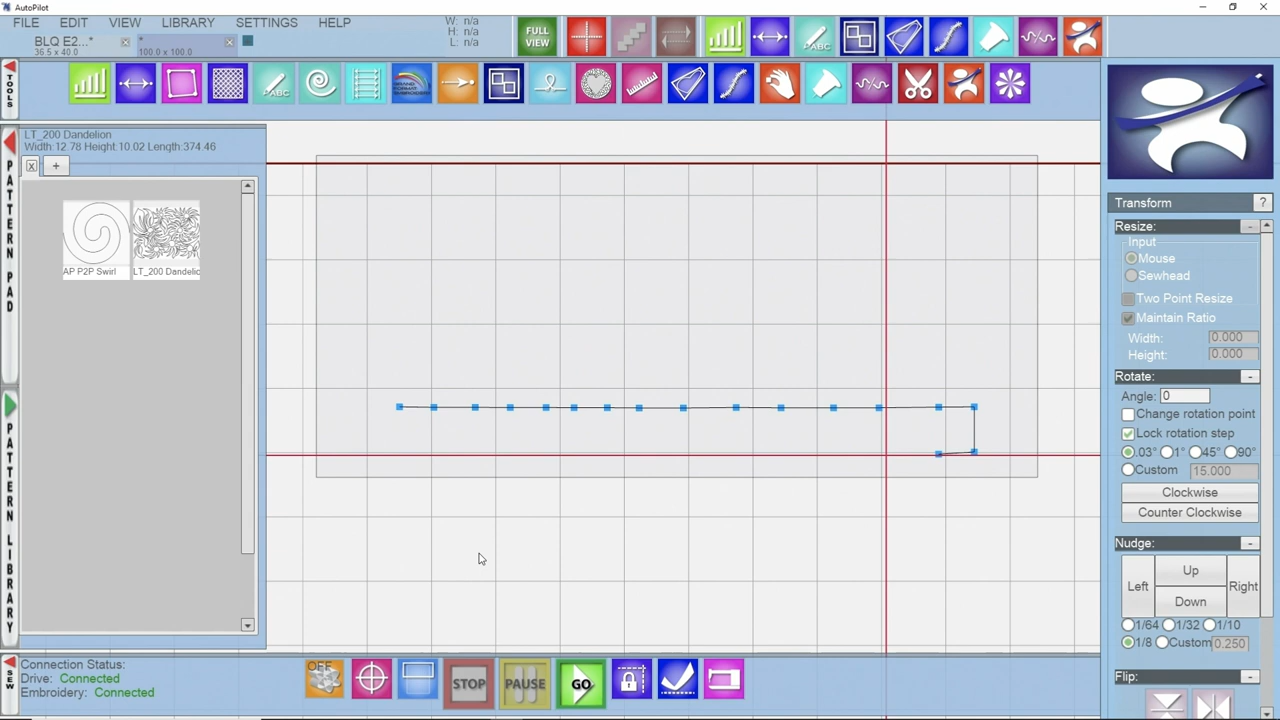 AutoPilot
FILE EDIT VIEW LIBRARY SETTINGS HELP
W: n/a
H: n/a
L: n/a
FULL
VIEW
ABC
BLQ E2...*
36.5 x 40.0
*
100.0 x 100.0
TOOLS
ABC
LT_200 Dandelion
Width:12.78 Height:10.02 Length:374.46
X +
AP P2P Swirl
LT_200 Dandelic
PATTERN PAD
PATTERN LIBRARY
Transform ?
Resize: -
Input
Mouse
Sewhead
Two Point Resize
Maintain Ratio
Width: 0.000
Height: 0.000
Rotate: -
Angle: 0
Change rotation point
Lock rotation step
.03° 1° 45° 90°
Custom 15.000
Clockwise
Counter Clockwise
Nudge: -
Left Up Right
Down
1/64 1/32 1/10
1/8 Custom 0.250
Flip: -
SEW
Connection Status:
Drive: Connected
Embroidery: Connected
OFF
STOP
PAUSE
GO